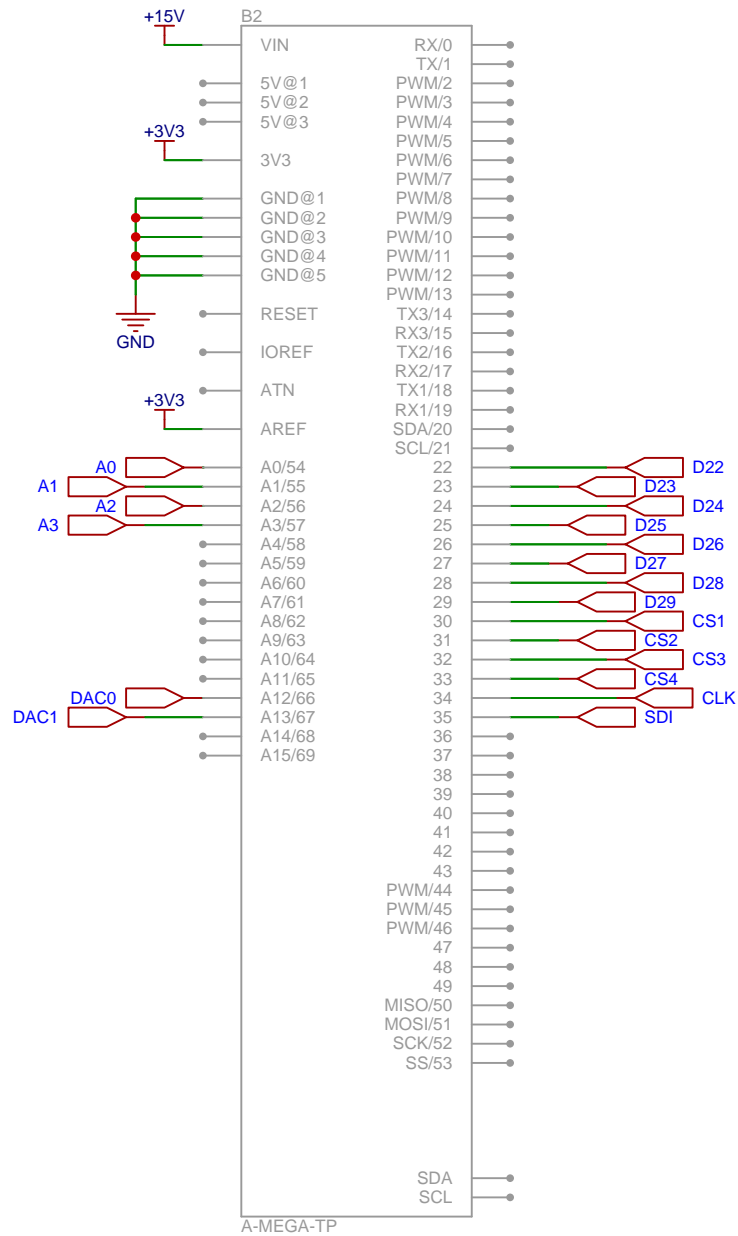 +15V
B2
VIN
RX/0
TX/1
5V@1
PWM/2
5V@2
PWM/3
5V@3
PWM/4
+3V3
PWM/5
3V3
PWM/6
PWM/7
GND@1
PWM/8
GND@2
PWM/9
GND@3
PWM/10
GND@4
PWM/11
GND@5
PWM/12
PWM/13
RESET
TX3/14
GND
RX3/15
IOREF
TX2/16
RX2/17
ATN
TX1/18
+3V3
RX1/19
AREF
SDA/20
SCL/21
A0
A0/54
22
D22
A1
A1/55
23
D23
A2
A2/56
24
D24
A3
A3/57
25
D25
A4/58
26
D26
A5/59
27
D27
A6/60
28
D28
A7/61
29
D29
A8/62
30
CS1
A9/63
31
CS2
A10/64
32
CS3
A11/65
33
CS4
DAC0
A12/66
34
CLK
DAC1
A13/67
35
SDI
A14/68
36
A15/69
37
38
39
40
41
42
43
PWM/44
PWM/45
PWM/46
47
48
49
MISO/50
MOSI/51
SCK/52
SS/53
SDA
SCL
A-MEGA-TP